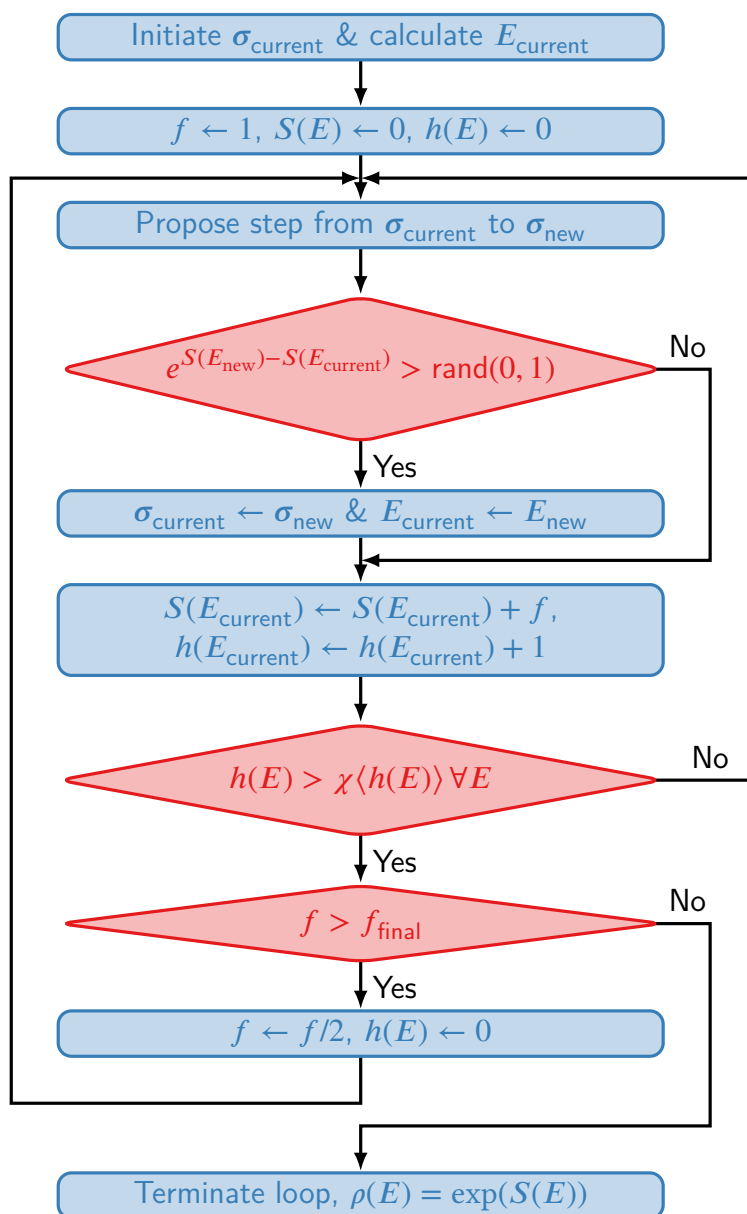 Initiate σ_current & calculate E_current
f ← 1, S(E) ← 0, h(E) ← 0
Propose step from σ_current to σ_new
e^{S(E_new)−S(E_current)} > rand(0, 1)
No
Yes
σ_current ← σ_new & E_current ← E_new
S(E_current) ← S(E_current) + f,
h(E_current) ← h(E_current) + 1
h(E) > χ⟨h(E)⟩ ∀E
No
Yes
f > f_final
No
Yes
f ← f/2, h(E) ← 0
Terminate loop, ρ(E) = exp(S(E))